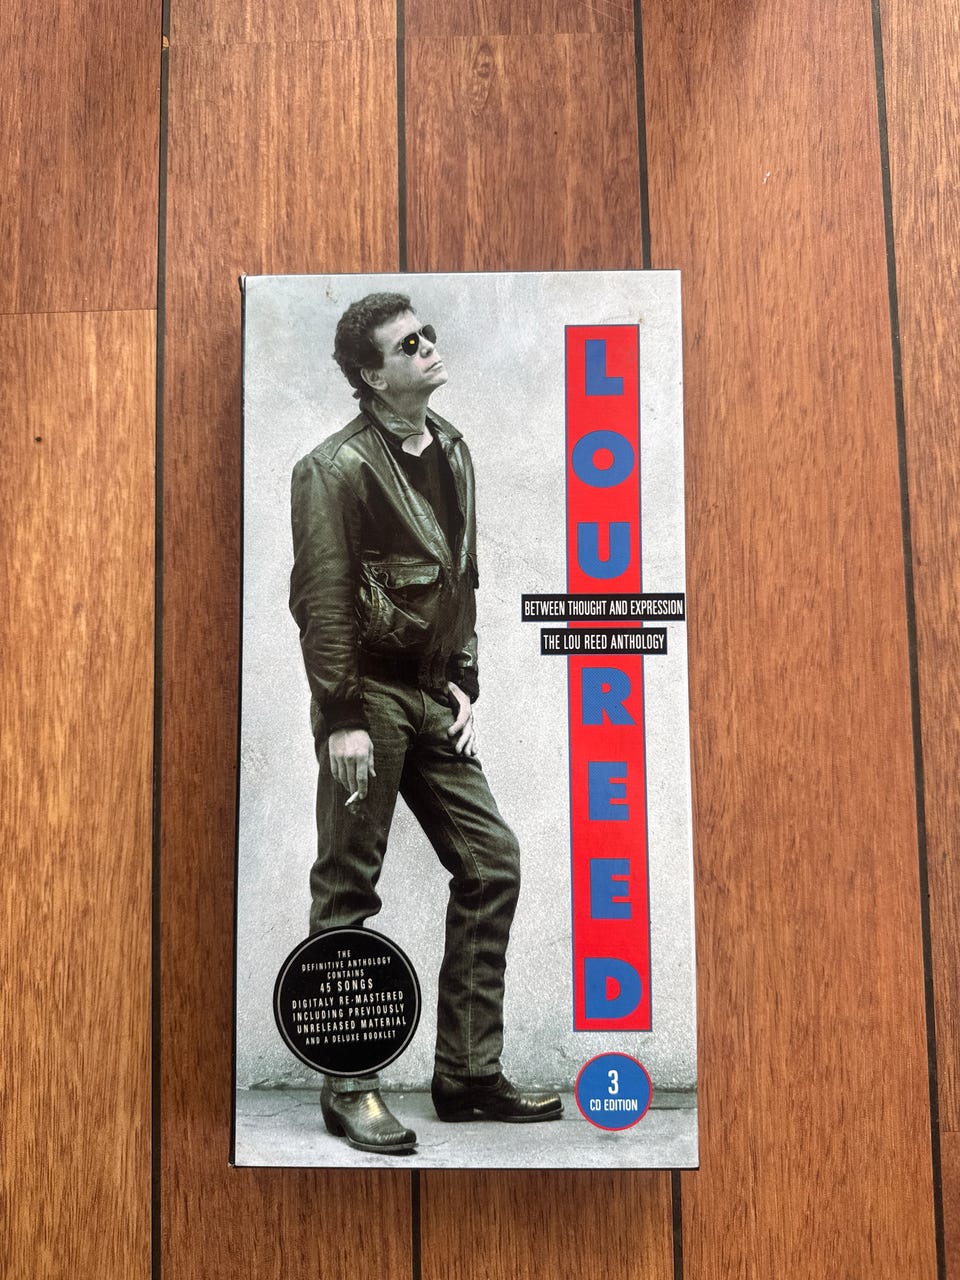 LOU REED
BETWEEN THOUGHT AND EXPRESSION
THE LOU REED ANTHOLOGY
THE
DEFINITIVE ANTHOLOGY
CONTAINS
45 SONGS
DIGITALY RE-MASTERED
INCLUDING PREVIOUSLY
UNRELEASED MATERIAL
AND A DELUXE BOOKLET
3
CD EDITION